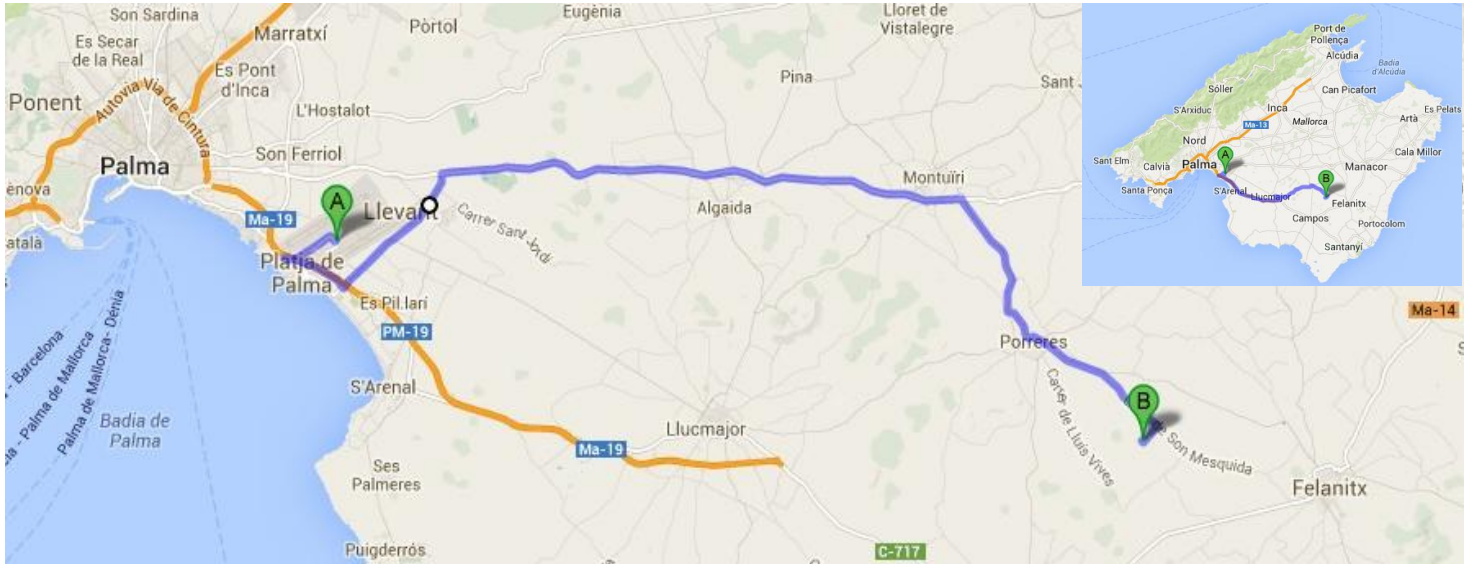 Son Sardina
Pòrtol
Eugènia
Lloret de
Vistalegre
Marratxí
Es Secar
de la Real
Es Pont
d'Inca
Pina
Sant
Ponent
Autovia Via de Cintura
L'Hostalot
Palma
Son Ferriol
Montuïri
A
Llevant
Algaida
Ma-19
Carrer Sant Jordi
Platja de
Palma
Es Pil.larí
PM-19
Porreres
Ma-14
S'Arenal
Carrer de Lluis Vives
B
Badia de
Palma
Barcelona
Palma de Mallorca
Palma de Mallorca - Dénia
Llucmajor
Ma-19
Son Mesquida
Ses
Palmeres
Felanitx
Puigderrós
C-717
Port de
Pollença
Alcúdia
Badia
d'Alcúdia
Sóller
Can Picafort
S'Arxiduc
Inca
Es Pelats
Ma-13
Mallorca
Artà
Nord
Sant Elm
Calvià
Palma
A
Cala Millor
Manacor
Santa Ponça
S'Arenal
Llucmajor
B
Felanitx
Campos
Portocolom
Santanyí